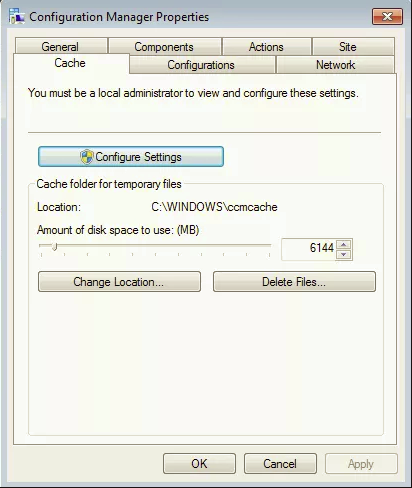 Configuration Manager Properties
General Components Actions Site
Cache Configurations Network
You must be a local administrator to view and configure these settings.
Configure Settings
Cache folder for temporary files
Location: C:\WINDOWS\ccmcache
Amount of disk space to use: (MB)
6144
Change Location... Delete Files...
OK Cancel Apply